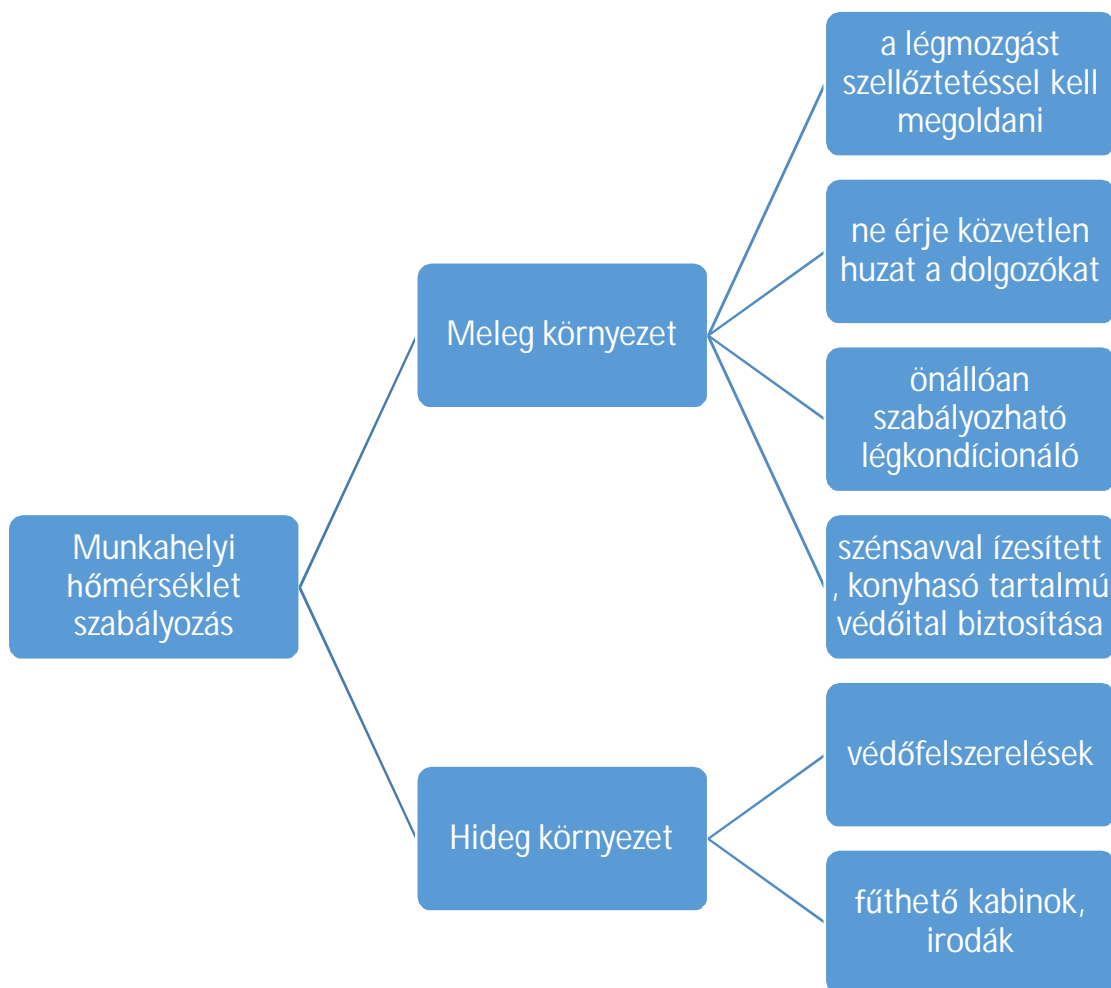 Munkahelyi
hőmérséklet
szabályozás
Meleg környezet
a légmozgást
szellőztetéssel kell
megoldani
ne érje közvetlen
huzat a dolgozókat
önállóan
szabályozható
légkondícionáló
szénsavval ízesített
, konyhasó tartalmú
védőital biztosítása
Hideg környezet
védőfelszerelések
fűthető kabinok,
irodák